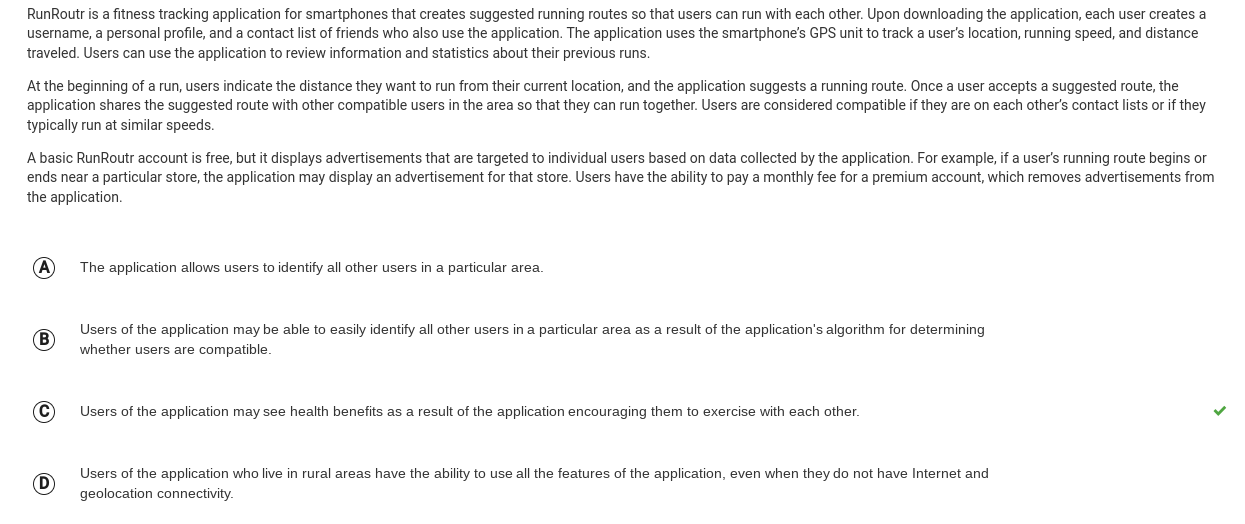 RunRoutr is a fitness tracking application for smartphones that creates suggested running routes so that users can run with each other. Upon downloading the application, each user creates a
username, a personal profile, and a contact list of friends who also use the application. The application uses the smartphone's GPS unit to track a user's location, running speed, and distance
traveled. Users can use the application to review information and statistics about their previous runs.
At the beginning of a run, users indicate the distance they want to run from their current location, and the application suggests a running route. Once a user accepts a suggested route, the
application shares the suggested route with other compatible users in the area so that they can run together. Users are considered compatible if they are on each other's contact lists or if they
typically run at similar speeds.
A basic RunRoutr account is free, but it displays advertisements that are targeted to individual users based on data collected by the application. For example, if a user's running route begins or
ends near a particular store, the application may display an advertisement for that store. Users have the ability to pay a monthly fee for a premium account, which removes advertisements from
the application.
A The application allows users to identify all other users in a particular area.
B Users of the application may be able to easily identify all other users in a particular area as a result of the application's algorithm for determining
whether users are compatible.
C Users of the application may see health benefits as a result of the application encouraging them to exercise with each other.
D Users of the application who live in rural areas have the ability to use all the features of the application, even when they do not have Internet and
geolocation connectivity.